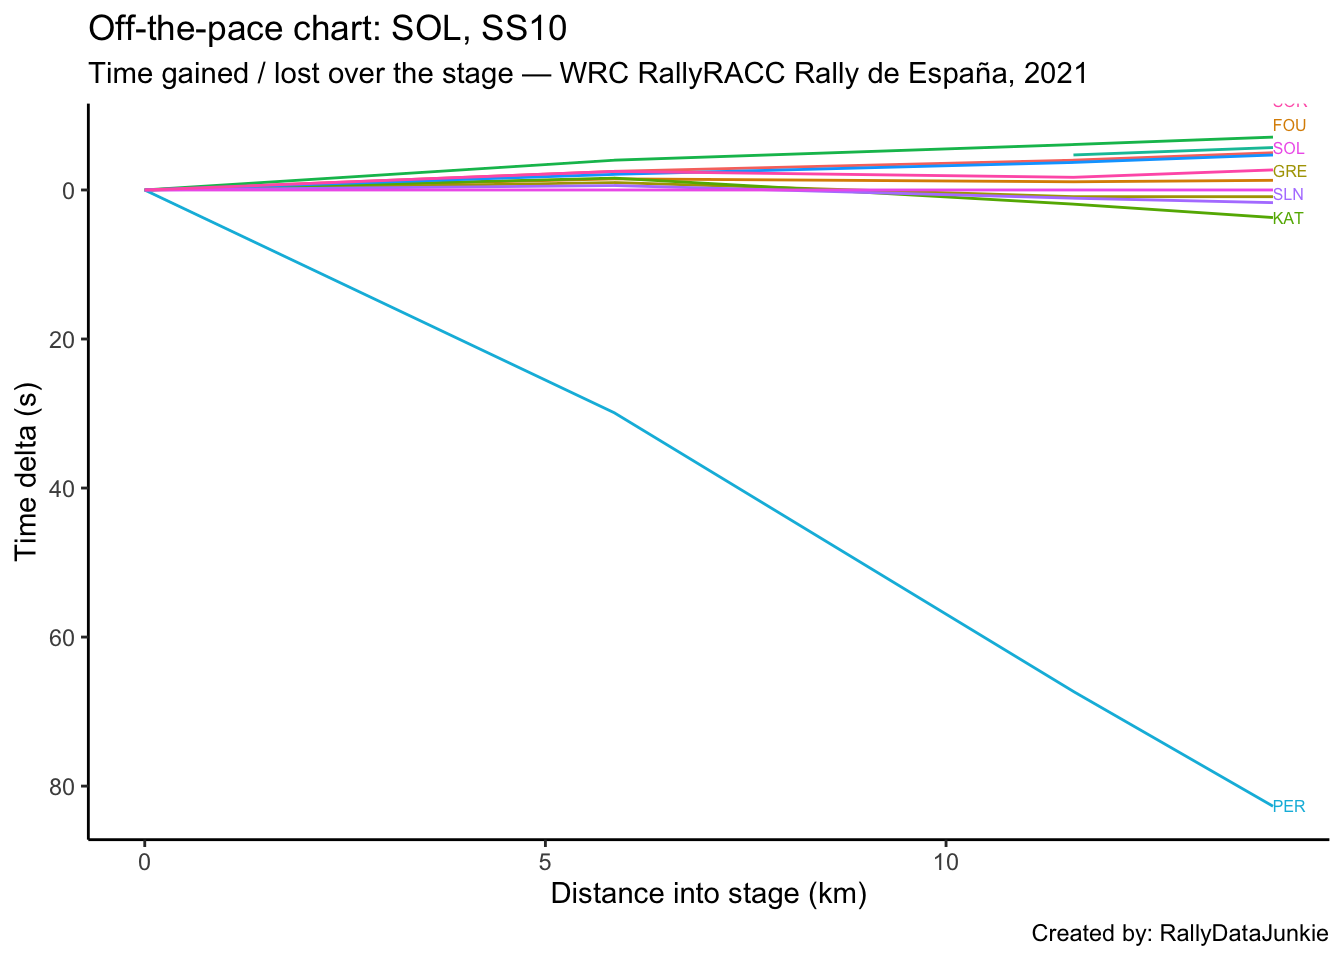 Off-the-pace chart: SOL, SS10
Time gained / lost over the stage — WRC RallyRACC Rally de España, 2021
FOU
SOL
GRE
SLN
KAT
PER
0
20
40
60
80
Time delta (s)
0
5
10
Distance into stage (km)
Created by: RallyDataJunkie